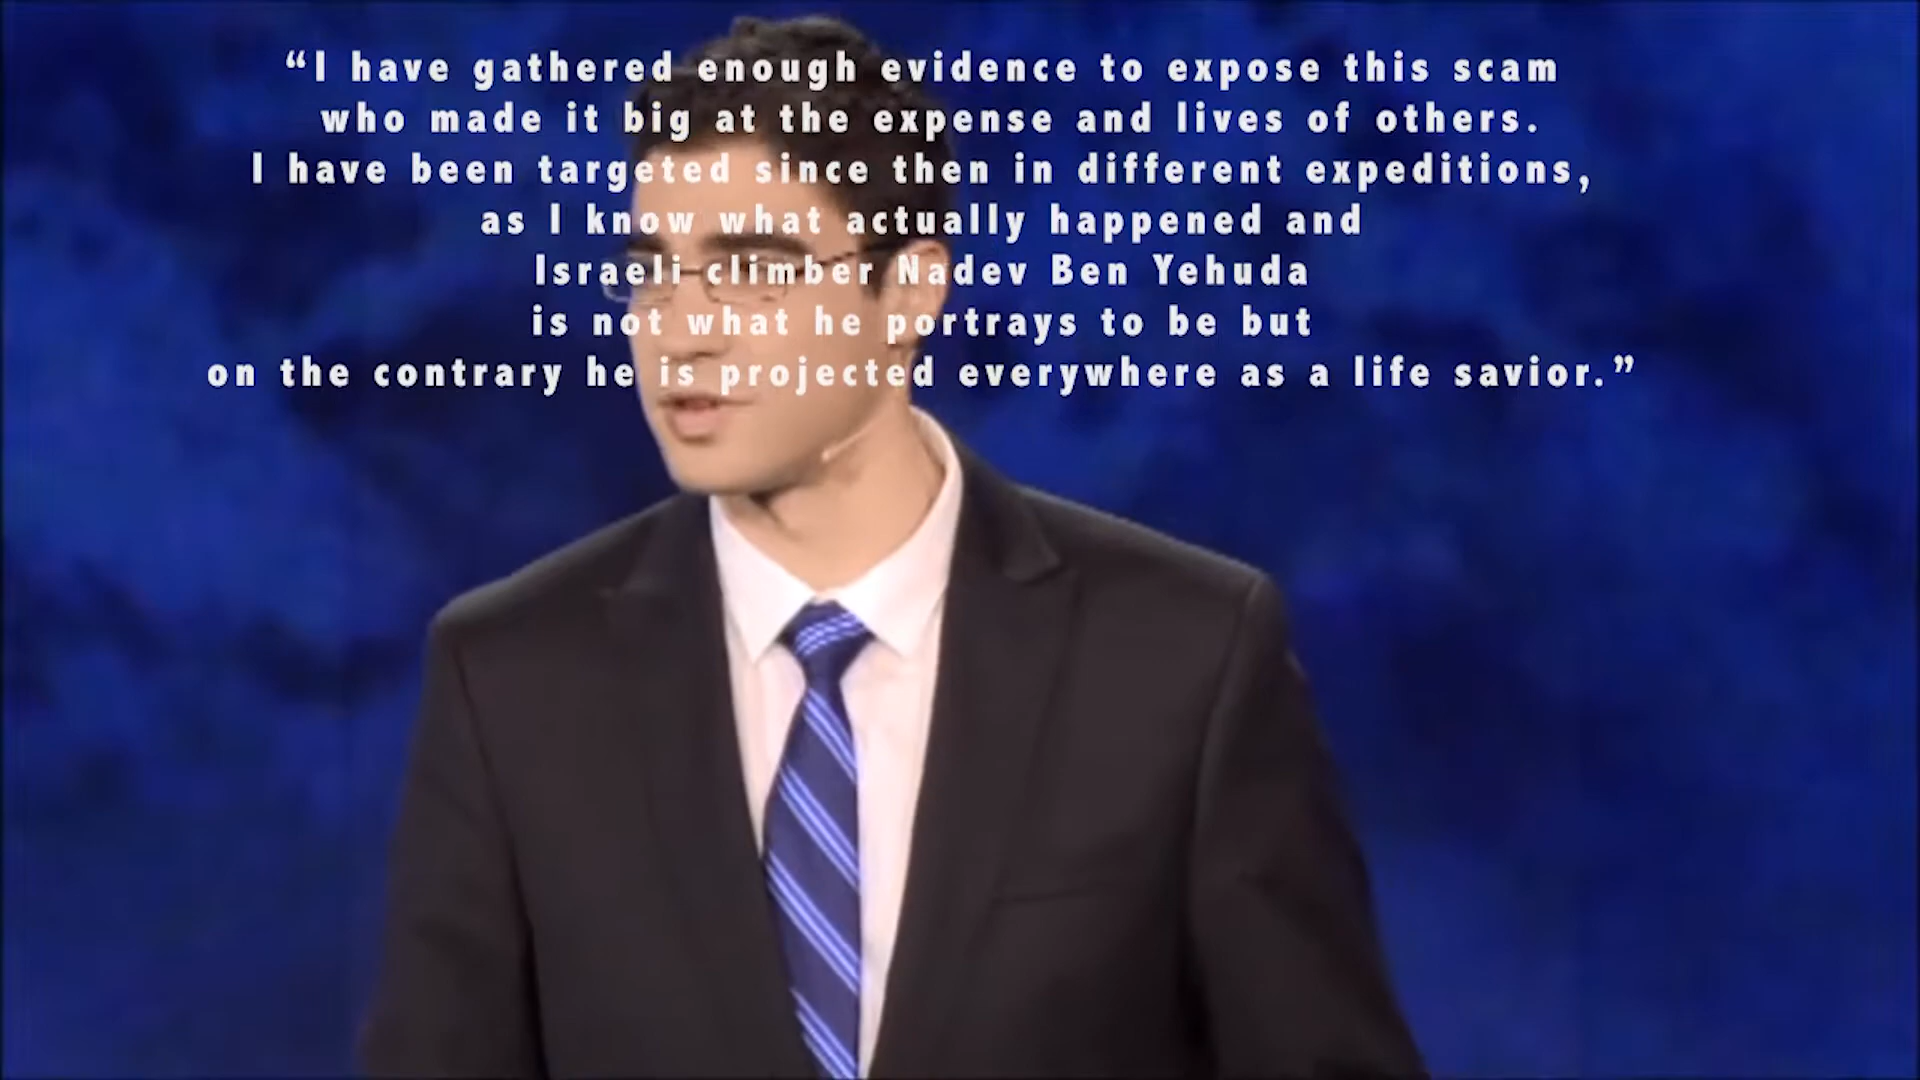 “I have gathered enough evidence to expose this scam
who made it big at the expense and lives of others.
I have been targeted since then in different expeditions,
as I know what actually happened and
Israeli climber Nadev Ben Yehuda
is not what he portrays to be but
on the contrary he is projected everywhere as a life savior.”